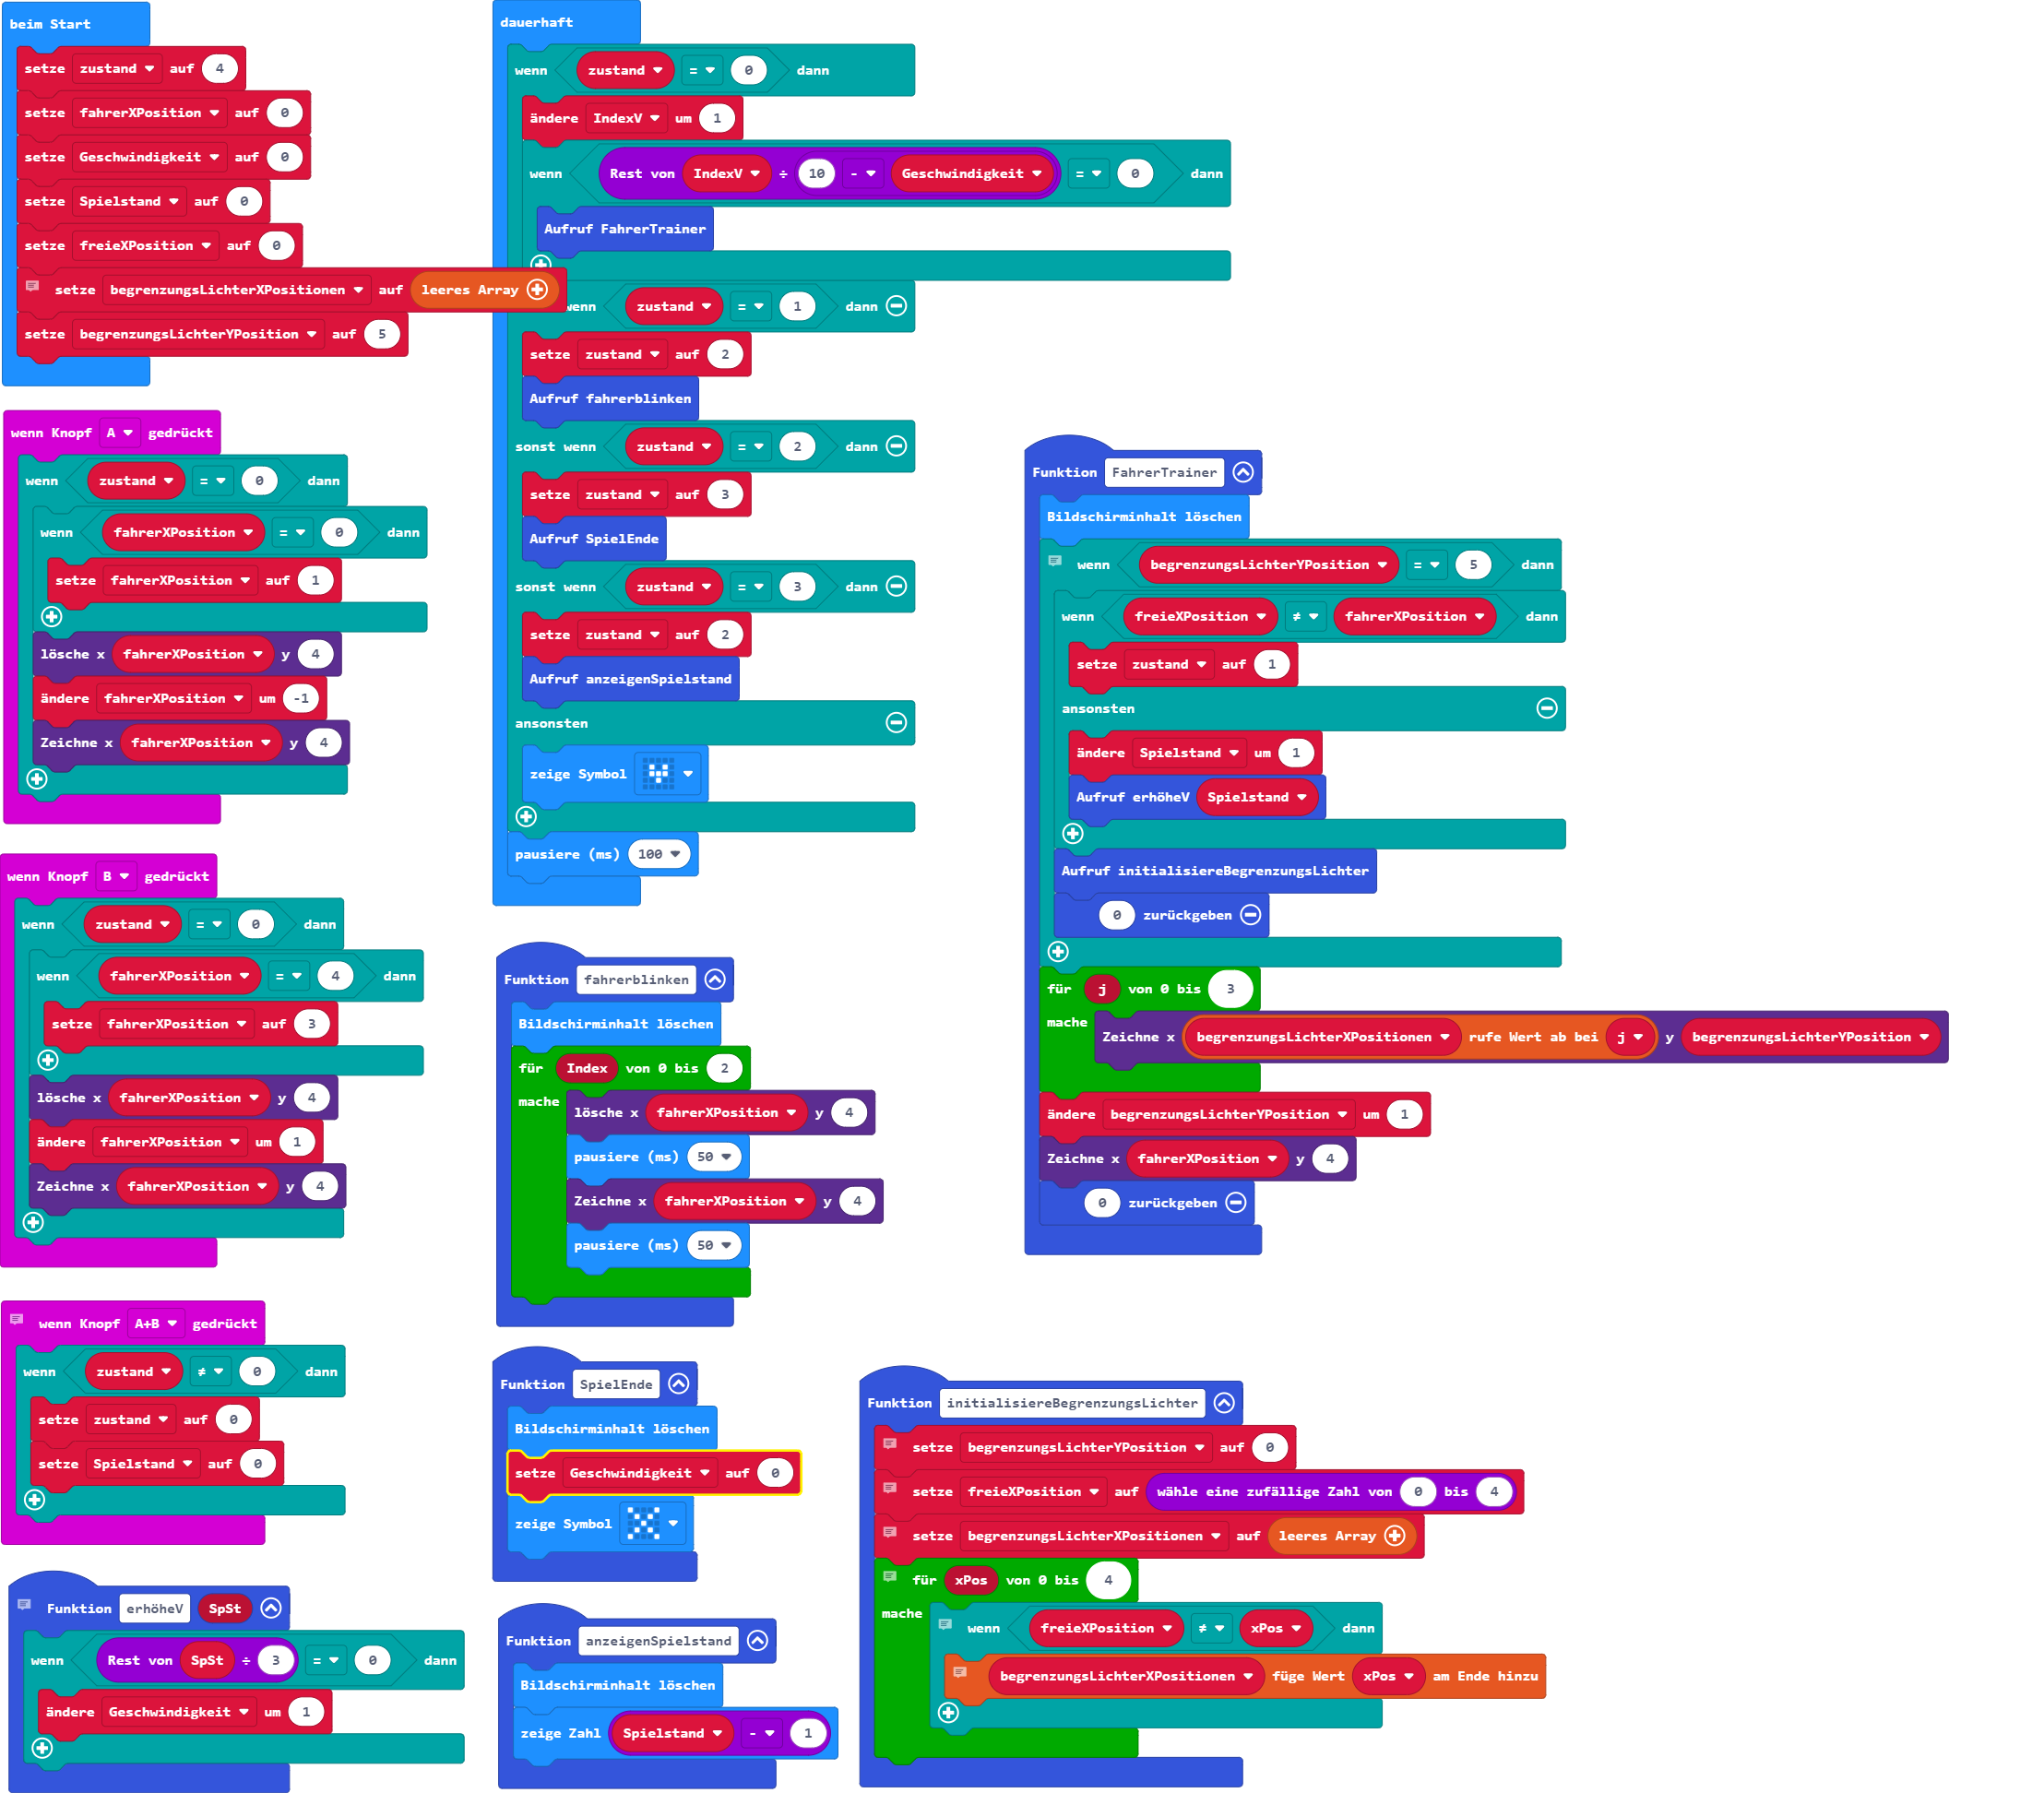 beim Start
setze zustand auf 4
setze fahrerXPosition auf 0
setze Geschwindigkeit auf 0
setze Spielstand auf 0
setze freieXPosition auf 0
setze begrenzungsLichterXPositionen auf leeres Array
setze begrenzungsLichterYPosition auf 5
wenn Knopf A gedrückt
wenn zustand = 0 dann
wenn fahrerXPosition = 0 dann
setze fahrerXPosition auf 1
lösche x fahrerXPosition y 4
ändere fahrerXPosition um -1
Zeichne x fahrerXPosition y 4
wenn Knopf B gedrückt
wenn zustand = 0 dann
wenn fahrerXPosition = 4 dann
setze fahrerXPosition auf 3
lösche x fahrerXPosition y 4
ändere fahrerXPosition um 1
Zeichne x fahrerXPosition y 4
wenn Knopf A+B gedrückt
wenn zustand ≠ 0 dann
setze zustand auf 0
setze Spielstand auf 0
Funktion erhöheV SpSt
wenn Rest von SpSt ÷ 3 = 0 dann
ändere Geschwindigkeit um 1
dauerhaft
wenn zustand = 0 dann
ändere IndexV um 1
wenn Rest von IndexV ÷ 10 - Geschwindigkeit = 0 dann
Aufruf FahrerTrainer
wenn zustand = 1 dann
setze zustand auf 2
Aufruf fahrerblinken
sonst wenn zustand = 2 dann
setze zustand auf 3
Aufruf SpielEnde
sonst wenn zustand = 3 dann
setze zustand auf 2
Aufruf anzeigenSpielstand
ansonsten
zeige Symbol
pausiere (ms) 100
Funktion fahrerblinken
Bildschirminhalt löschen
für Index von 0 bis 2
mache lösche x fahrerXPosition y 4
pausiere (ms) 50
Zeichne x fahrerXPosition y 4
pausiere (ms) 50
Funktion SpielEnde
Bildschirminhalt löschen
setze Geschwindigkeit auf 0
zeige Symbol
Funktion anzeigenSpielstand
Bildschirminhalt löschen
zeige Zahl Spielstand - 1
Funktion FahrerTrainer
Bildschirminhalt löschen
wenn begrenzungsLichterYPosition = 5 dann
wenn freieXPosition ≠ fahrerXPosition dann
setze zustand auf 1
ansonsten
ändere Spielstand um 1
Aufruf erhöheV Spielstand
Aufruf initialisiereBegrenzungsLichter
0 zurückgeben
für j von 0 bis 3
mache Zeichne x begrenzungsLichterXPositionen rufe Wert ab bei j y begrenzungsLichterYPosition
ändere begrenzungsLichterYPosition um 1
Zeichne x fahrerXPosition y 4
0 zurückgeben
Funktion initialisiereBegrenzungsLichter
setze begrenzungsLichterYPosition auf 0
setze freieXPosition auf wähle eine zufällige Zahl von 0 bis 4
setze begrenzungsLichterXPositionen auf leeres Array
für xPos von 0 bis 4
mache wenn freieXPosition ≠ xPos dann
begrenzungsLichterXPositionen füge Wert xPos am Ende hinzu